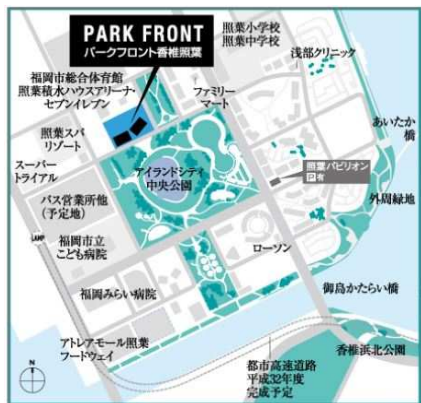 PARK FRONT
パークフロント香椎照葉
照葉小学校
照葉中学校
浅部クリニック
福岡市総合体育館
照葉積水ハウスアリーナ・
セブンイレブン
ファミリー
マート
あいたか
橋
照葉スパ
リゾート
スーパー
トライアル
アイランドシティ
中央公園
照葉パビリオン
P有
外周緑地
バス営業所他
(予定地)
福岡市立
こども病院
ローソン
福岡みらい病院
御島かたらい橋
アトレアモール照葉
フードウェイ
都市高速道路
平成32年度
完成予定
香椎浜北公園
N